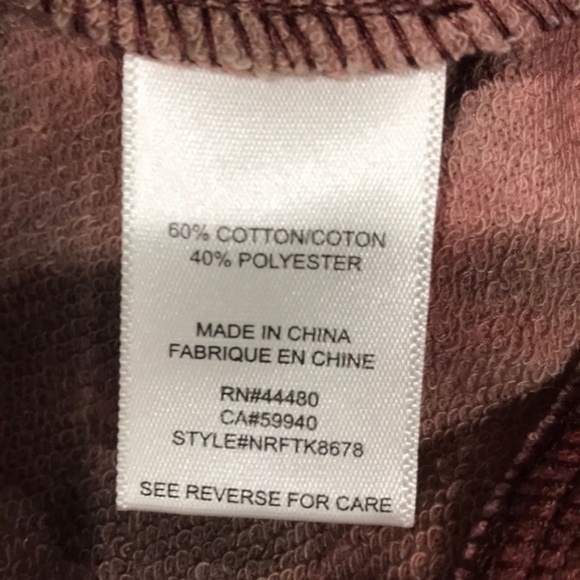 60% COTTON/COTON
40% POLYESTER
MADE IN CHINA
FABRIQUE EN CHINE
RN#44480
CA#59940
STYLE#NRFTK8678
SEE REVERSE FOR CARE